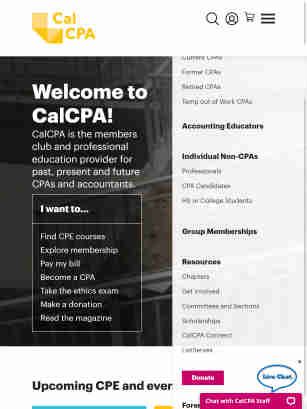 Cal
CPA
Welcome to
CalCPA!
CalCPA is the members
club and professional
education provider for
past, present and future
CPAs and accountants.
I want to...
Find CPE courses
Explore membership
Pay my bill
Become a CPA
Take the ethics exam
Make a donation
Read the magazine
Upcoming CPE and ever
Current CPAs
Former CPAs
Retired CPAs
Temp out of Work CPAs
Accounting Educators
Individual Non-CPAs
Professionals
CPA Candidates
HS or College Students
Group Memberships
Resources
Chapters
Get Involved
Committees and Sections
Scholarships
CalCPA Connect
ListServes
Donate
Live Chat
Chat with CalCPA Staff